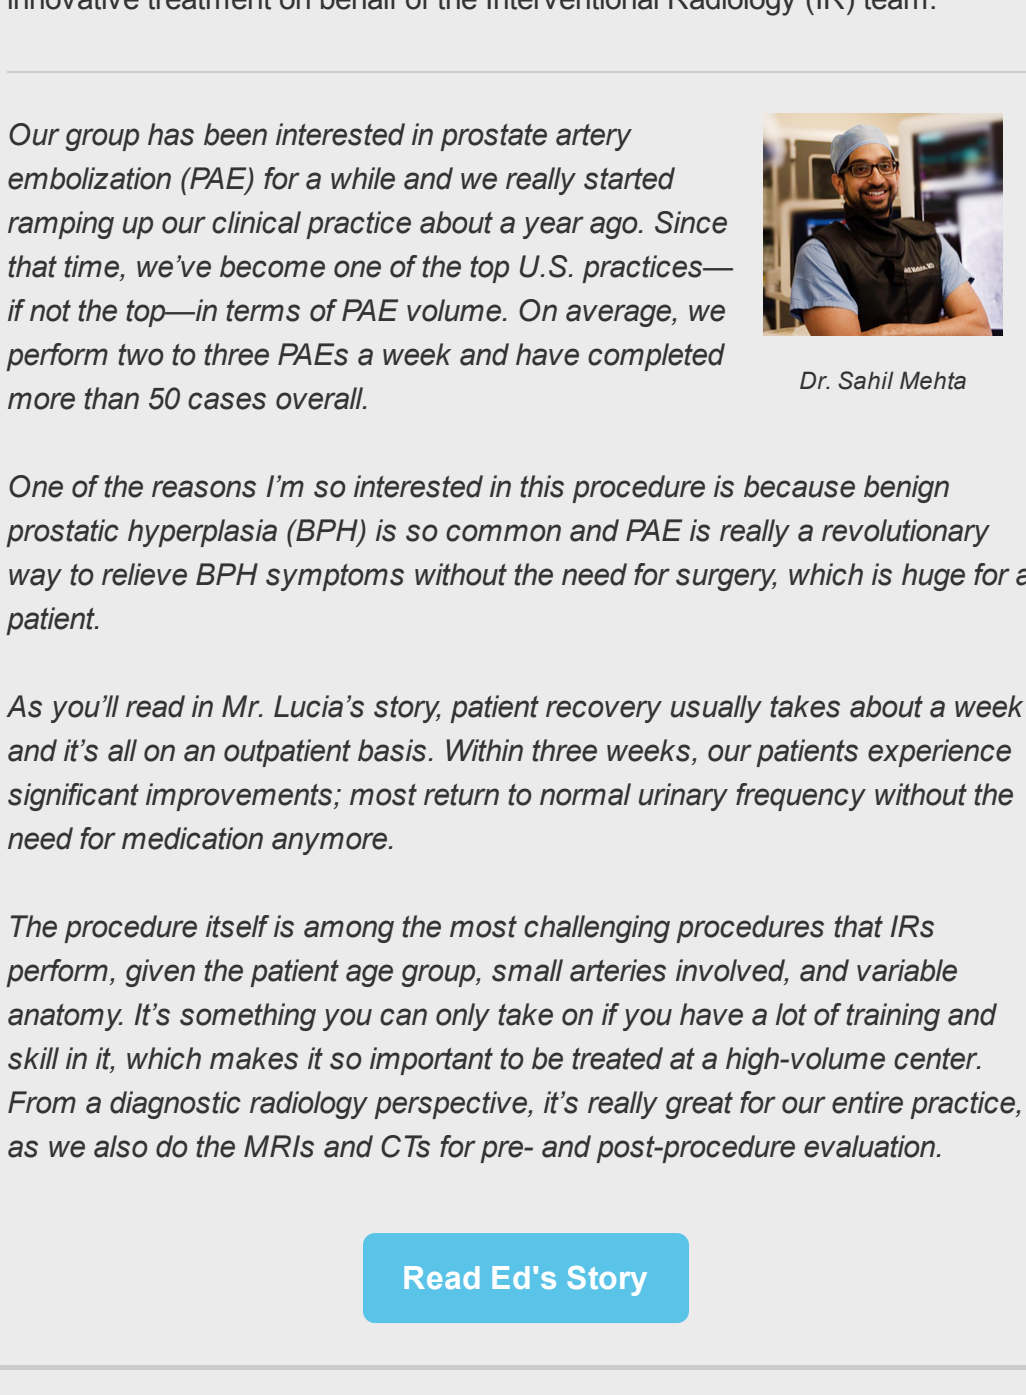 innovative treatment on behalf of the Interventional Radiology (IR) team.
Our group has been interested in prostate artery
embolization (PAE) for a while and we really started
ramping up our clinical practice about a year ago. Since
that time, we’ve become one of the top U.S. practices—
if not the top—in terms of PAE volume. On average, we
perform two to three PAEs a week and have completed
more than 50 cases overall.
Dr. Sahil Mehta
One of the reasons I’m so interested in this procedure is because benign
prostatic hyperplasia (BPH) is so common and PAE is really a revolutionary
way to relieve BPH symptoms without the need for surgery, which is huge for a
patient.
As you’ll read in Mr. Lucia’s story, patient recovery usually takes about a week
and it’s all on an outpatient basis. Within three weeks, our patients experience
significant improvements; most return to normal urinary frequency without the
need for medication anymore.
The procedure itself is among the most challenging procedures that IRs
perform, given the patient age group, small arteries involved, and variable
anatomy. It’s something you can only take on if you have a lot of training and
skill in it, which makes it so important to be treated at a high-volume center.
From a diagnostic radiology perspective, it’s really great for our entire practice,
as we also do the MRIs and CTs for pre- and post-procedure evaluation.
Read Ed's Story